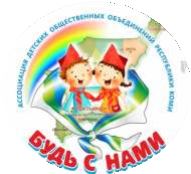 АССОЦИАЦИЯ ДЕТСКИХ ОБЩЕСТВЕННЫХ ОБЪЕДИНЕНИЙ РЕСПУБЛИКИ КОМИ
БУДЬ С НАМИ